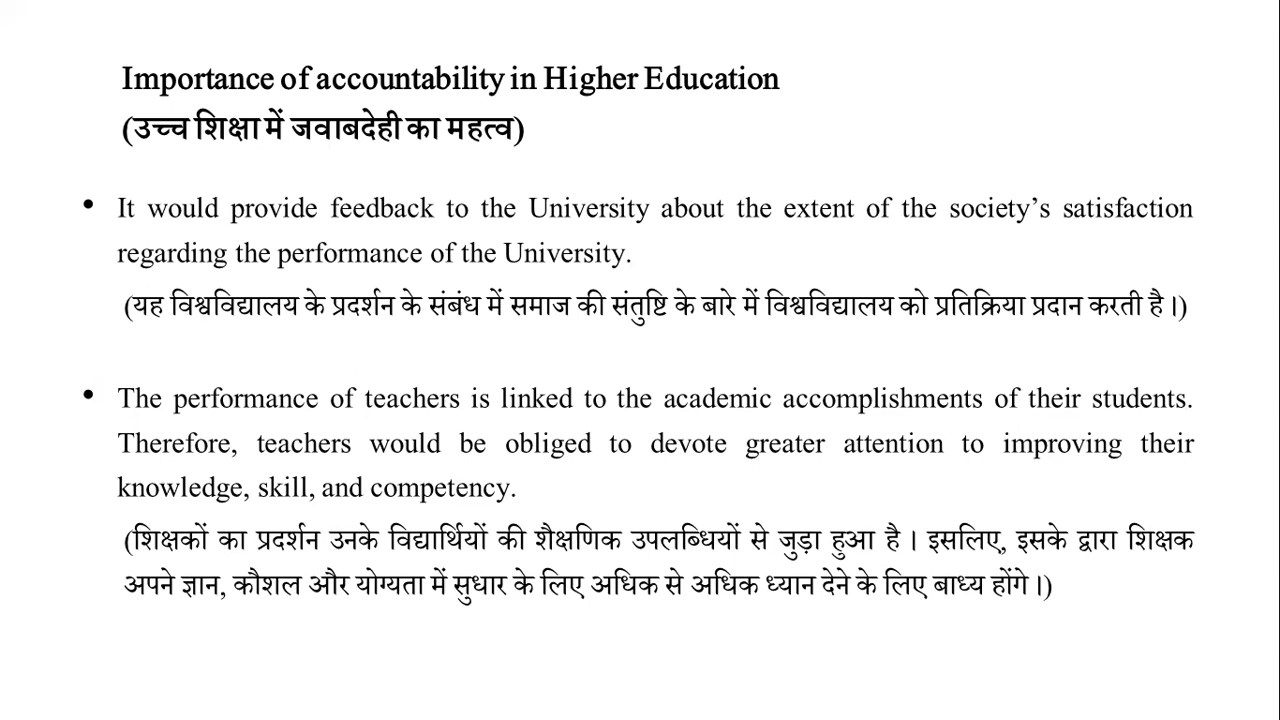 Importance of accountability in Higher Education
(उच्च शिक्षा में जवाबदेही का महत्व)
• It would provide feedback to the University about the extent of the society’s satisfaction
regarding the performance of the University.
(यह विश्वविद्यालय के प्रदर्शन के संबंध में समाज की संतुष्टि के बारे में विश्वविद्यालय को प्रतिक्रिया प्रदान करती है।)
• The performance of teachers is linked to the academic accomplishments of their students.
Therefore, teachers would be obliged to devote greater attention to improving their
knowledge, skill, and competency.
(शिक्षकों का प्रदर्शन उनके विद्यार्थियों की शैक्षणिक उपलब्धियों से जुड़ा हुआ है। इसलिए, इसके द्वारा शिक्षक
अपने ज्ञान, कौशल और योग्यता में सुधार के लिए अधिक से अधिक ध्यान देने के लिए बाध्य होंगे।)